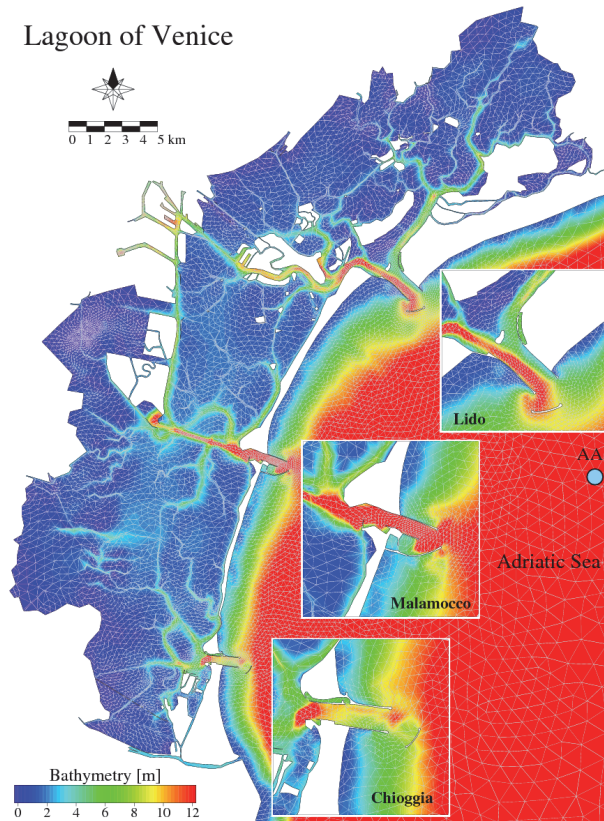 Lagoon of Venice
0 1 2 3 4 5 km
Lido
AA
Adriatic Sea
Malamocco
Chioggia
Bathymetry [m]
0 2 4 6 8 10 12